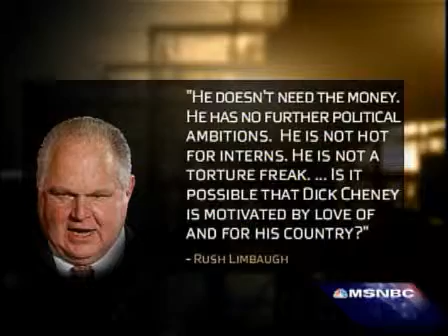 "He doesn't need the money.
He has no further political
ambitions. He is not hot
for interns. He is not a
torture freak. ... Is it
possible that Dick Cheney
is motivated by love of
and for his country?"
- Rush Limbaugh
MSNBC